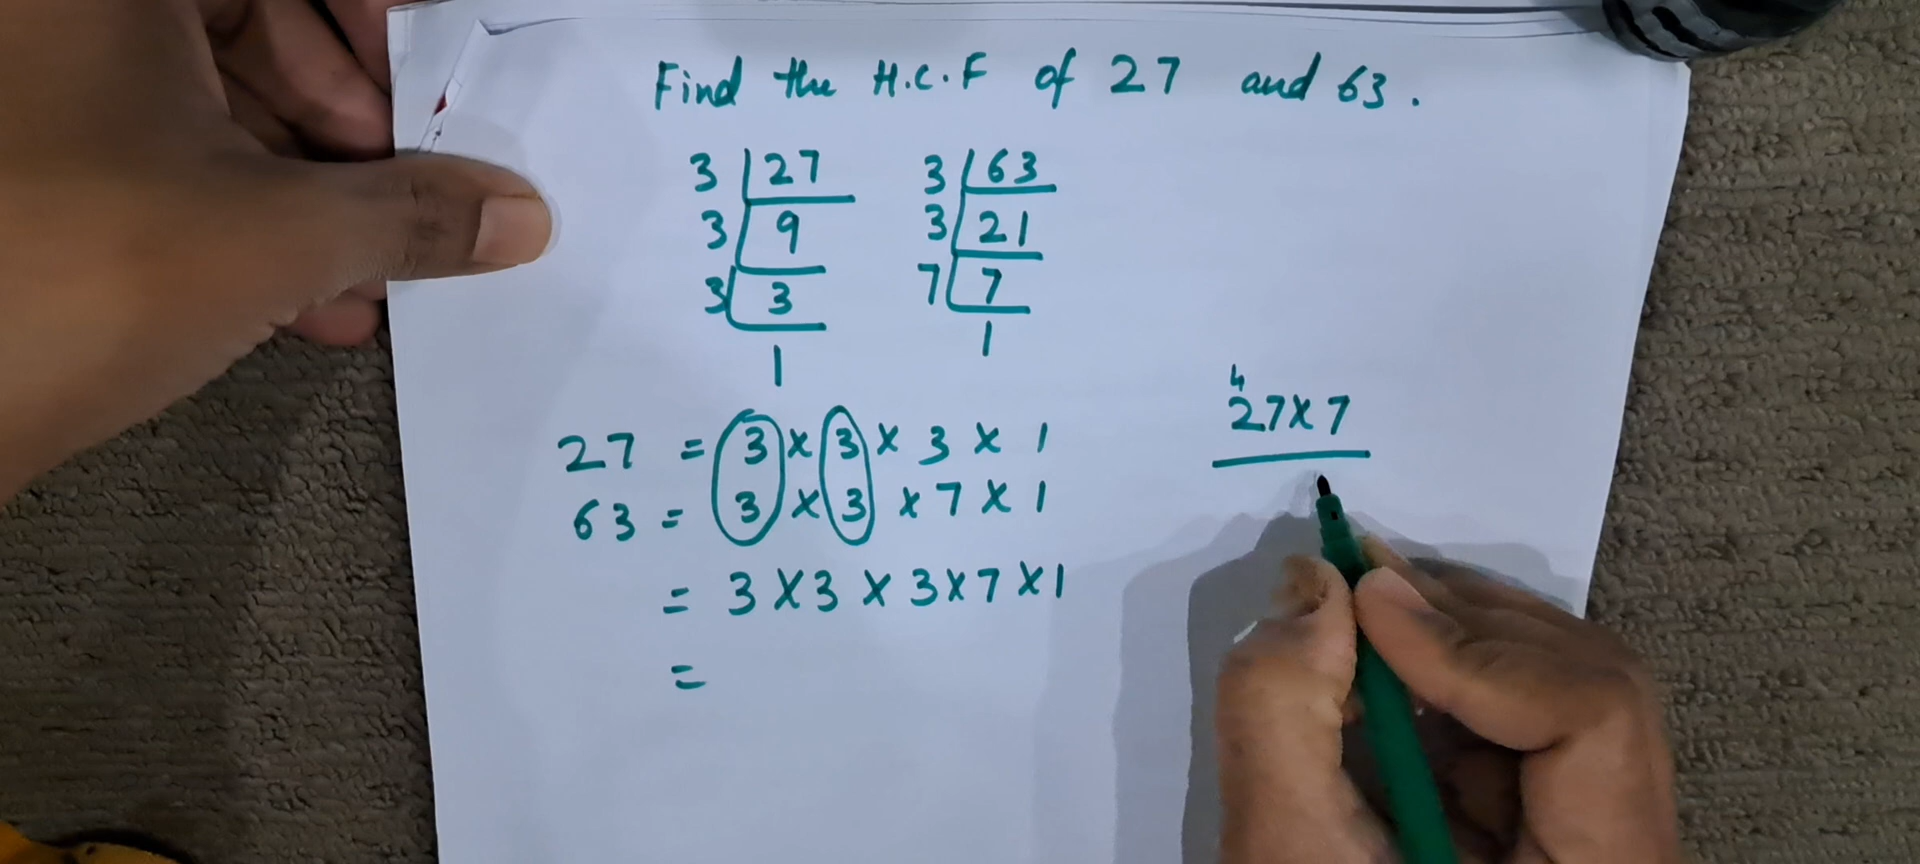 Find the H.C.F of 27 and 63.
3 | 27
3 | 9
3 | 3
1
3 | 63
3 | 21
7 | 7
1
27 = 3 × 3 × 3 × 1
63 = 3 × 3 × 7 × 1
= 3 × 3 × 3 × 7 × 1
=
4
27 × 7